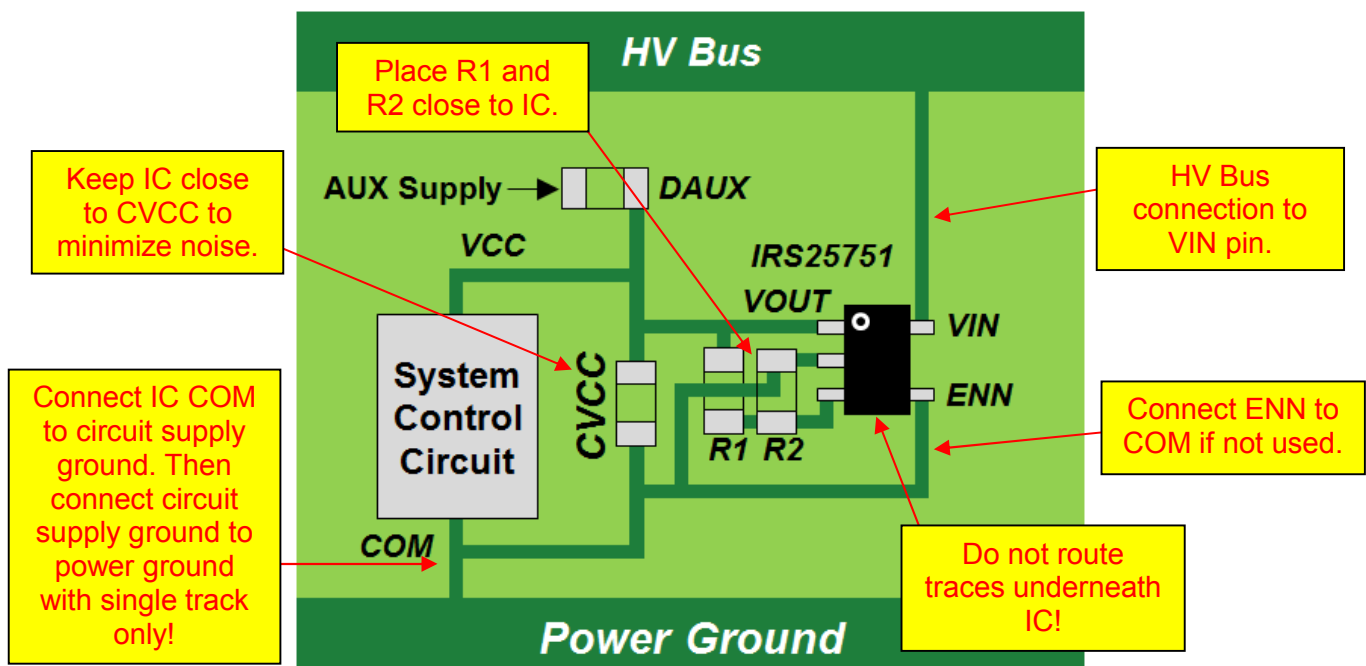 HV Bus
Place R1 and
R2 close to IC.
Keep IC close
to CVCC to
minimize noise.
AUX Supply
DAUX
HV Bus
connection to
VIN pin.
VCC
IRS25751
VOUT
VIN
System
Control
Circuit
CVCC
ENN
R1 R2
Connect IC COM
to circuit supply
ground. Then
connect circuit
supply ground to
power ground
with single track
only!
Connect ENN to
COM if not used.
COM
Do not route
traces underneath
IC!
Power Ground